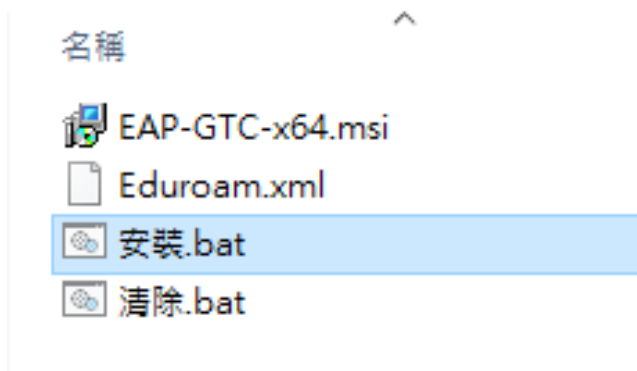 名稱
EAP-GTC-x64.msi
Eduroam.xml
安裝.bat
清除.bat